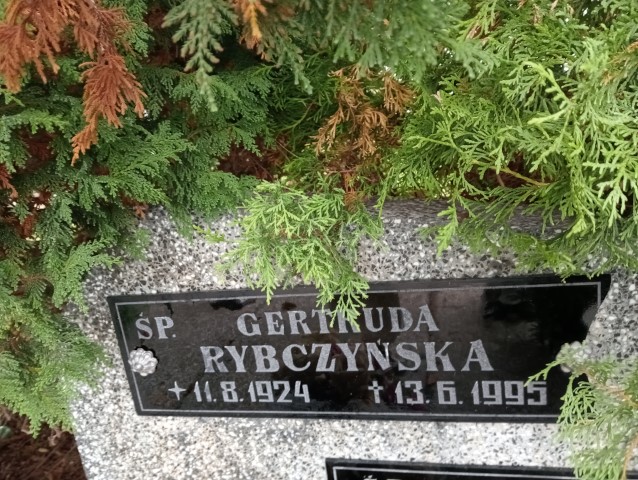 ŚP. GERTRUDA
RYBCZYŃSKA
+11.8.1924 †13.6.1995